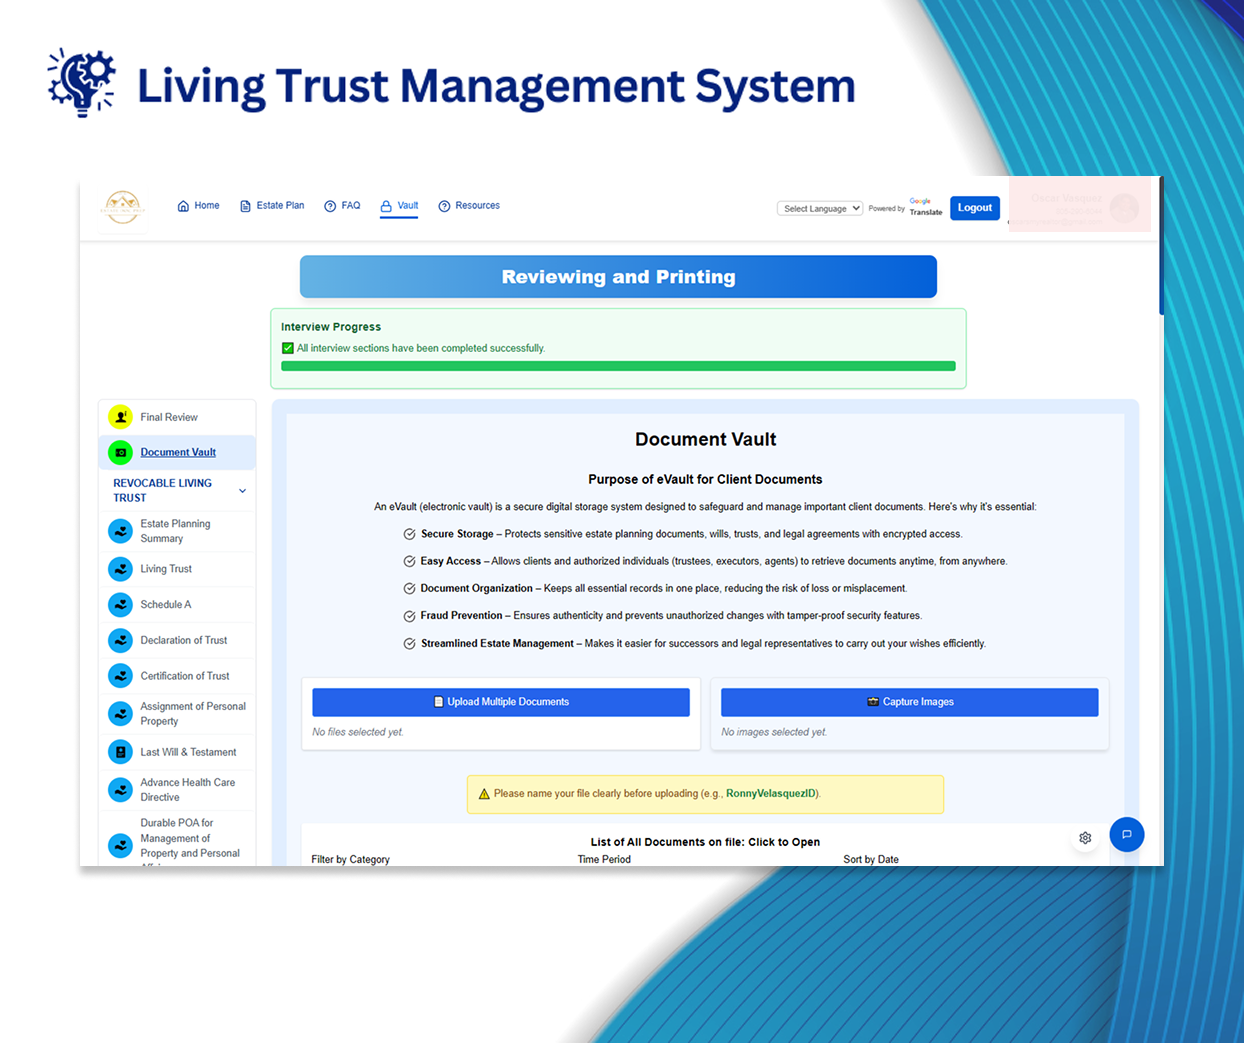 Living Trust Management System
Home
Estate Plan
FAQ
Vault
Resources
Select Language
Powered by
Google
Translate
Logout
Reviewing and Printing
Interview Progress
All interview sections have been completed successfully.
Final Review
Document Vault
REVOCABLE LIVING
TRUST
Estate Planning
Summary
Living Trust
Schedule A
Declaration of Trust
Certification of Trust
Assignment of Personal
Property
Last Will & Testament
Advance Health Care
Directive
Durable POA for
Management of
Property and Personal
Document Vault
Purpose of eVault for Client Documents
An eVault (electronic vault) is a secure digital storage system designed to safeguard and manage important client documents. Here's why it's essential:
Secure Storage – Protects sensitive estate planning documents, wills, trusts, and legal agreements with encrypted access.
Easy Access – Allows clients and authorized individuals (trustees, executors, agents) to retrieve documents anytime, from anywhere.
Document Organization – Keeps all essential records in one place, reducing the risk of loss or misplacement.
Fraud Prevention – Ensures authenticity and prevents unauthorized changes with tamper-proof security features.
Streamlined Estate Management – Makes it easier for successors and legal representatives to carry out your wishes efficiently.
Upload Multiple Documents
No files selected yet.
Capture Images
No images selected yet.
Please name your file clearly before uploading (e.g., RonnyVelasquezID).
List of All Documents on file: Click to Open
Filter by Category
Time Period
Sort by Date